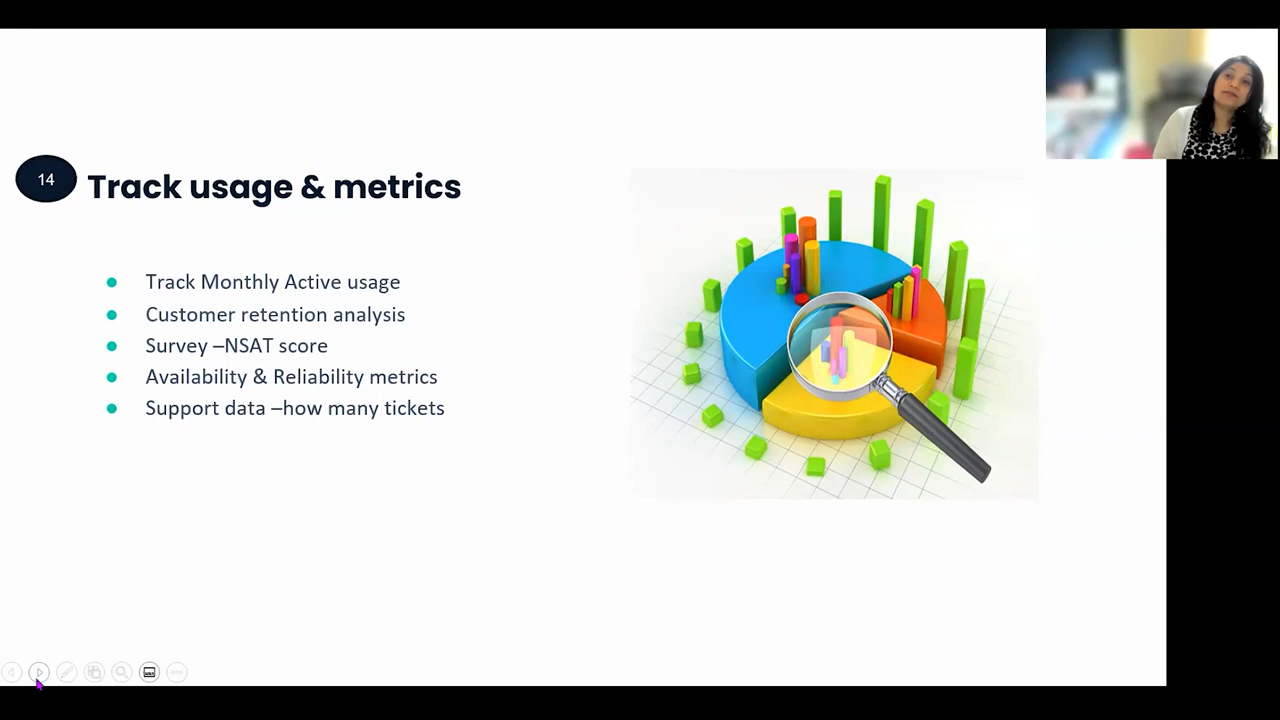 14
Track usage & metrics
Track Monthly Active usage
Customer retention analysis
Survey –NSAT score
Availability & Reliability metrics
Support data –how many tickets